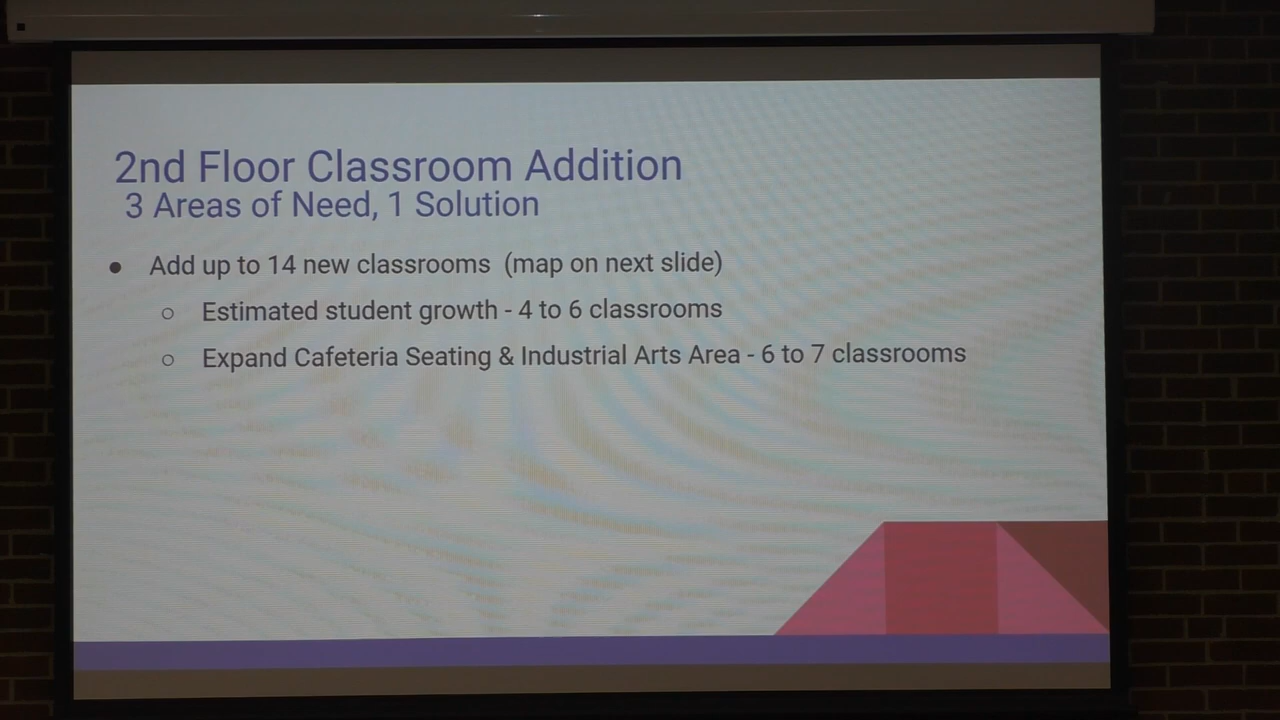 2nd Floor Classroom Addition
3 Areas of Need, 1 Solution
● Add up to 14 new classrooms (map on next slide)
○ Estimated student growth - 4 to 6 classrooms
○ Expand Cafeteria Seating & Industrial Arts Area - 6 to 7 classrooms